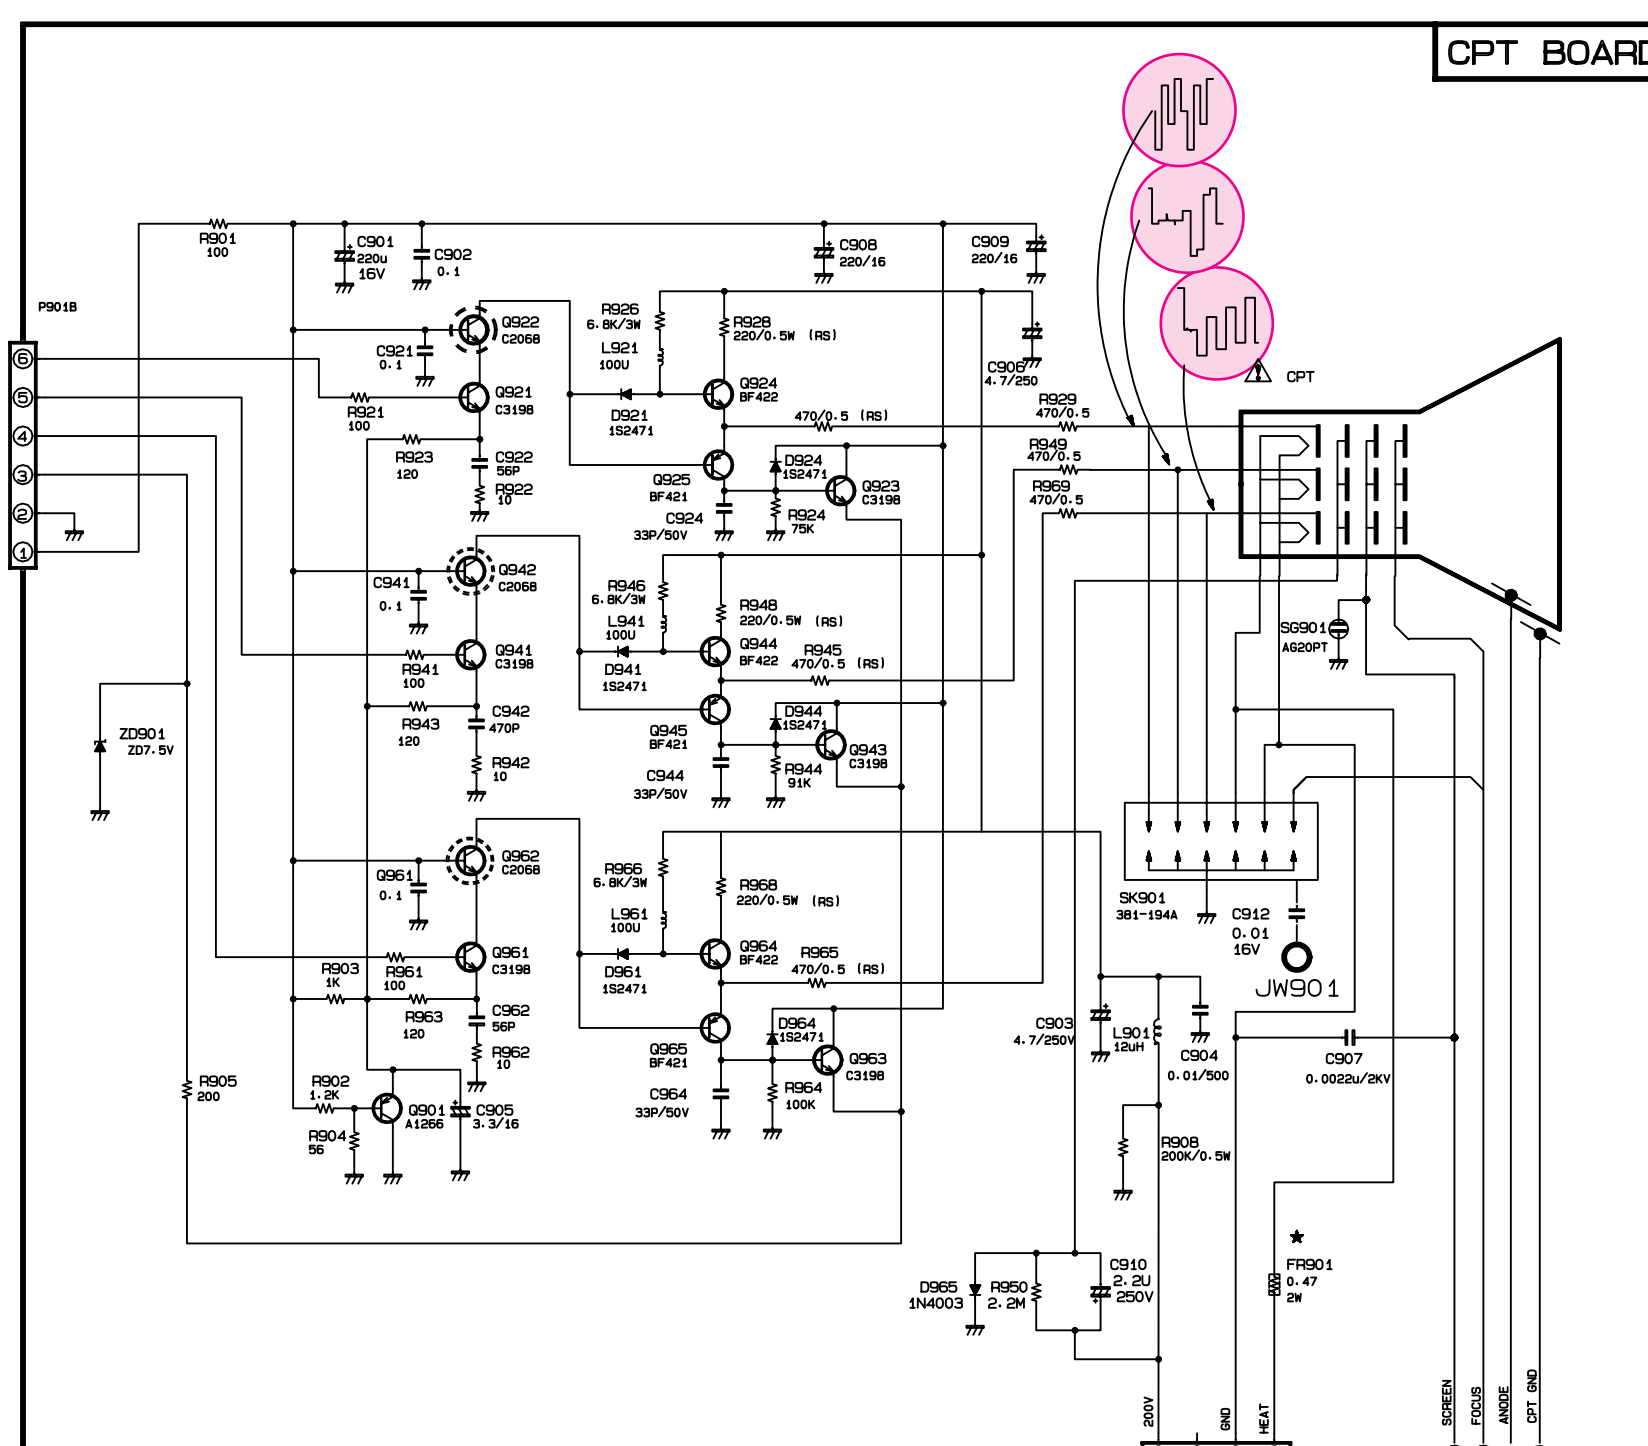 CPT BOARD
R901
100
C901
220u
16V
C902
0.1
C908
220/16
C909
220/16
P901B
6
5
4
3
2
1
Q922
C2068
C921
0.1
R921
100
Q921
C3198
R923
120
C922
56P
R922
10
R926
6.8K/3W
L921
100U
R928
220/0.5W (RS)
D921
1S2471
Q924
BF422
470/0.5 (RS)
Q925
BF421
C924
33P/50V
D924
1S2471
R924
75K
Q923
C3198
C906
4.7/250
R929
470/0.5
R949
470/0.5
R969
470/0.5
CPT
Q942
C2068
C941
0.1
Q941
C3198
R941
100
R943
120
C942
470P
R942
10
R946
6.8K/3W
L941
100U
R948
220/0.5W (RS)
D941
1S2471
Q944
BF422
R945
470/0.5 (RS)
Q945
BF421
C944
33P/50V
D944
1S2471
R944
91K
Q943
C3198
ZD901
ZD7.5V
SG901
AG20PT
Q962
C2068
Q961
0.1
Q961
C3198
R903
1K
R961
100
R963
120
C962
56P
R962
10
R966
6.8K/3W
L961
100U
R968
220/0.5W (RS)
D961
1S2471
Q964
BF422
R965
470/0.5 (RS)
Q965
BF421
C964
33P/50V
D964
1S2471
R964
100K
Q963
C3198
R905
200
R902
1.2K
R904
56
Q901
A1266
C905
3.3/16
SK901
381-194A
C912
0.01
16V
JW901
C903
4.7/250V
L901
12uH
C904
0.01/500
C907
0.0022u/2KV
R908
200K/0.5W
D965
1N4003
R950
2.2M
C910
2.2U
250V
FR901
0.47
2W
200V
GND
HEAT
SCREEN
FOCUS
ANODE
CPT GND